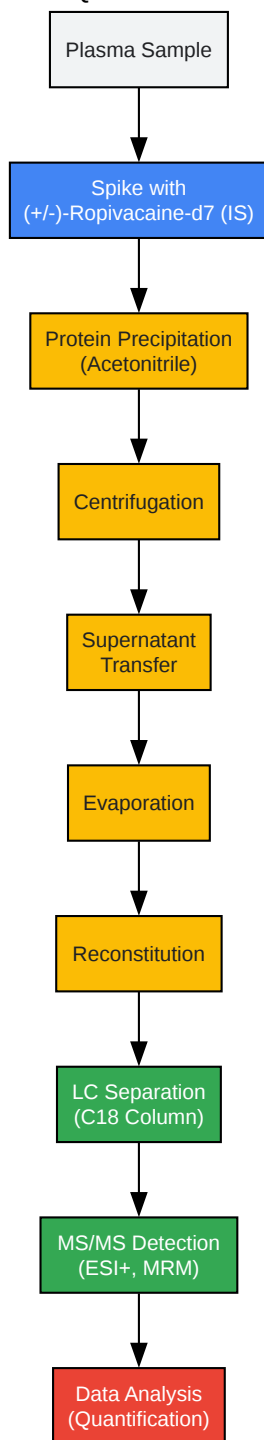 Plasma Sample
Spike with
(+/-)-Ropivacaine-d7 (IS)
Protein Precipitation
(Acetonitrile)
Centrifugation
Supernatant
Transfer
Evaporation
Reconstitution
LC Separation
(C18 Column)
MS/MS Detection
(ESI+, MRM)
Data Analysis
(Quantification)